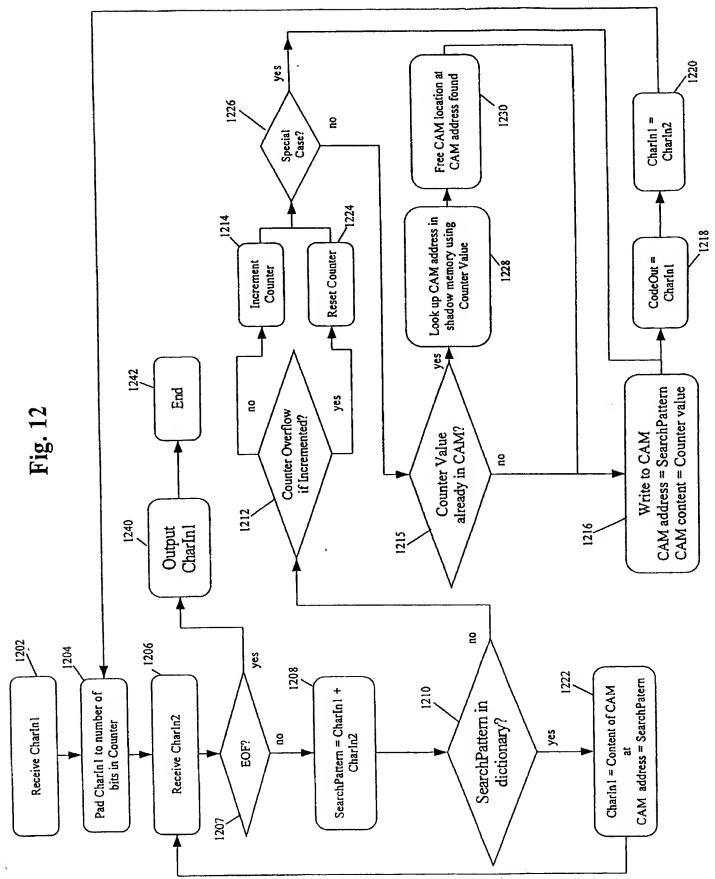 Fig. 12
1202
Receive CharIn1
1204
Pad CharIn1 to number of
bits in Counter
1206
Receive CharIn2
1207
EOF?
yes
no
1240
Output
CharIn1
1242
End
1208
SearchPattern = CharIn1 +
CharIn2
1210
SearchPattern in
dictionary?
no
yes
1222
CharIn1 = Content of CAM
at
CAM address = SearchPatern
1212
Counter Overflow
if Incremented?
no
yes
1214
Increment
Counter
1224
Reset Counter
1226
Special
Case?
yes
no
1215
Counter Value
already in CAM?
yes
no
1228
Look up CAM address in
shadow memory using
Counter Value
1230
Free CAM location at
CAM address found
1216
Write to CAM
CAM address = SearchPattern
CAM content = Counter value
1218
CodeOut =
CharIn1
1220
CharIn1 =
CharIn2